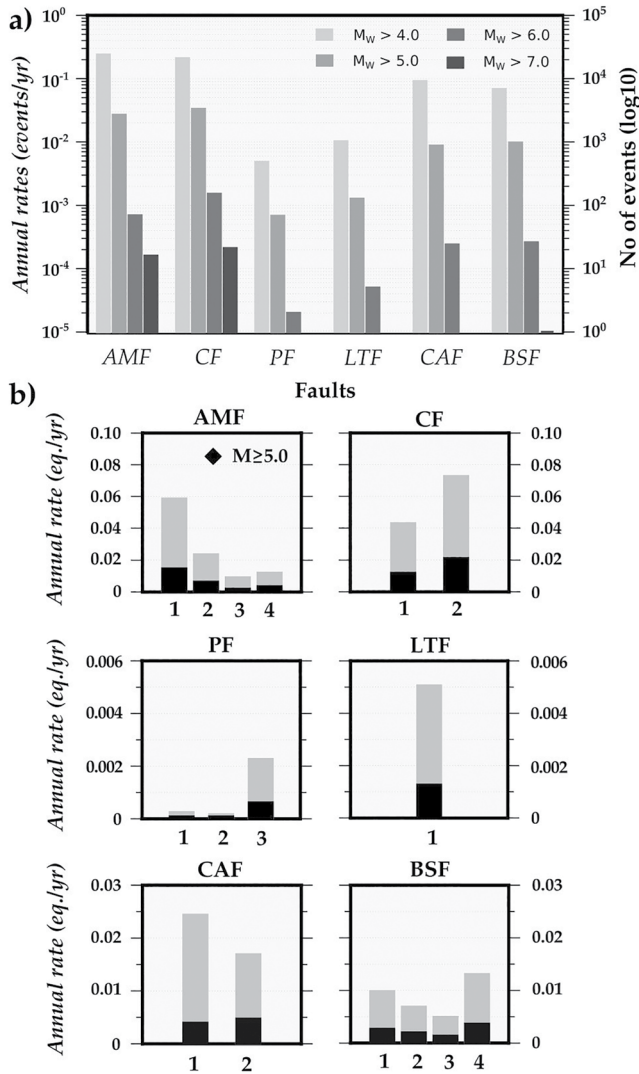 a)
Annual rates (events/yr)
10⁰
10⁻¹
10⁻²
10⁻³
10⁻⁴
10⁻⁵
M_W > 4.0
M_W > 5.0
M_W > 6.0
M_W > 7.0
10⁵
10⁴
10³
10²
10¹
10⁰
No of events (log10)
AMF CF PF LTF CAF BSF
Faults
b)
AMF
Annual rate (eq./yr)
0.10
0.08
0.06
0.04
0.02
0
M≥5.0
1 2 3 4
CF
0.10
0.08
0.06
0.04
0.02
0
1 2
PF
Annual rate (eq./yr)
0.006
0.004
0.002
0
1 2 3
LTF
0.006
0.004
0.002
0
1
CAF
Annual rate (eq./yr)
0.03
0.02
0.01
0
1 2
BSF
0.03
0.02
0.01
0
1 2 3 4